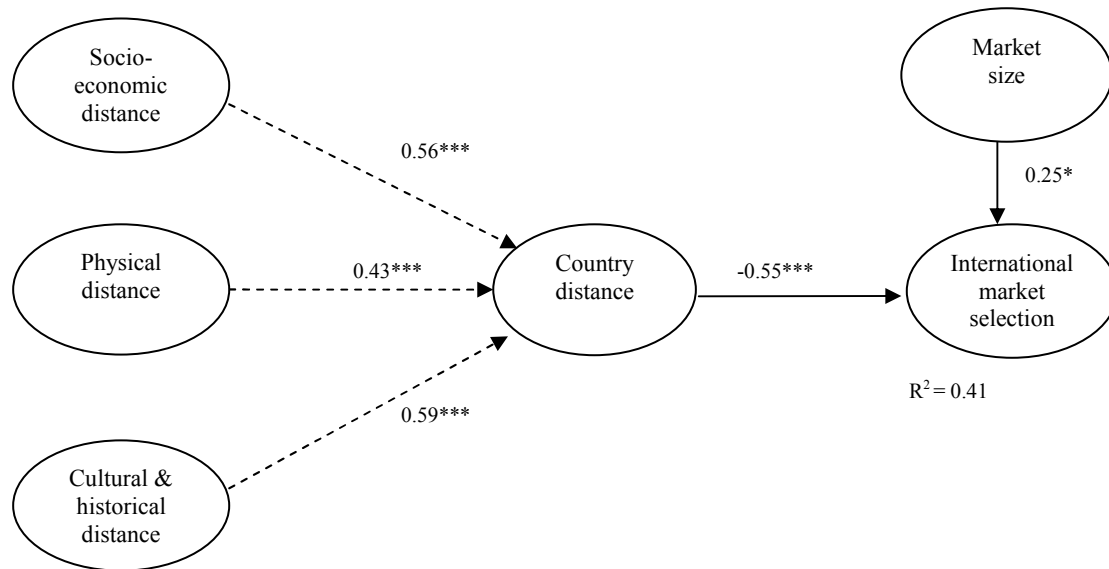 Socio-
economic
distance
Market
size
0.56***
0.25*
Physical
distance
0.43***
Country
distance
-0.55***
International
market
selection
R² = 0.41
0.59***
Cultural &
historical
distance